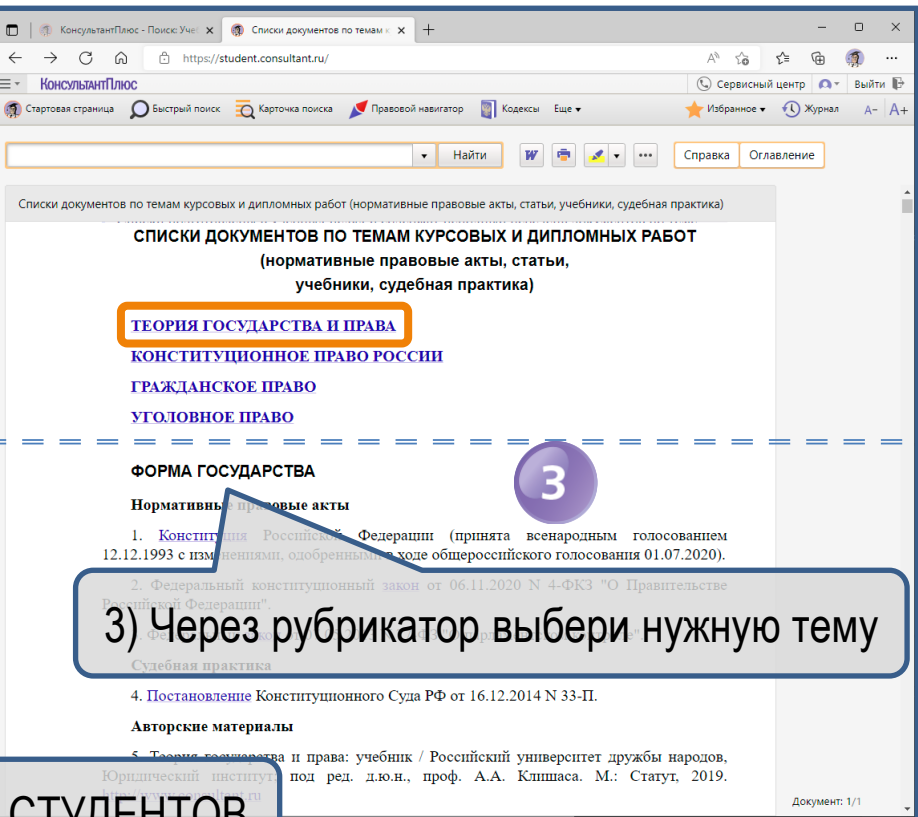 КонсультантПлюс - Поиск: Учеб
Списки документов по темам к
https://student.consultant.ru/
КонсультантПлюс
Сервисный центр
Выйти
Стартовая страница
Быстрый поиск
Карточка поиска
Правовой навигатор
Кодексы
Еще
Избранное
Журнал
A− A+
Найти
Справка
Оглавление
Списки документов по темам курсовых и дипломных работ (нормативные правовые акты, статьи, учебники, судебная практика)
СПИСКИ ДОКУМЕНТОВ ПО ТЕМАМ КУРСОВЫХ И ДИПЛОМНЫХ РАБОТ
(нормативные правовые акты, статьи,
учебники, судебная практика)
ТЕОРИЯ ГОСУДАРСТВА И ПРАВА
КОНСТИТУЦИОННОЕ ПРАВО РОССИИ
ГРАЖДАНСКОЕ ПРАВО
УГОЛОВНОЕ ПРАВО
ФОРМА ГОСУДАРСТВА
3
Нормативные правовые акты
1. Конституция Российской Федерации (принята всенародным голосованием
12.12.1993 с изменениями, одобренными в ходе общероссийского голосования 01.07.2020).
2. Федеральный конституционный закон от 06.11.2020 N 4-ФКЗ "О Правительстве
Российской Федерации".
3) Через рубрикатор выбери нужную тему
Судебная практика
4. Постановление Конституционного Суда РФ от 16.12.2014 N 33-П.
Авторские материалы
5. Теория государства и права: учебник / Российский университет дружбы народов,
Юридический институт; под ред. д.ю.н., проф. А.А. Клишаса. М.: Статут, 2019.
СТУДЕНТОВ
Документ: 1/1